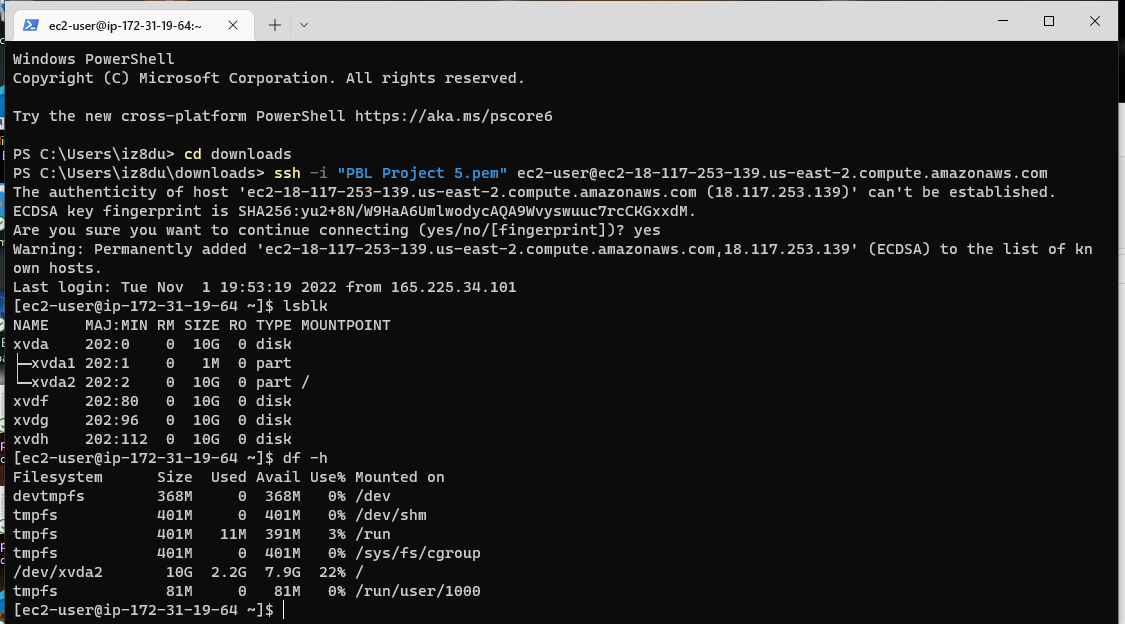 ec2-user@ip-172-31-19-64:~
Windows PowerShell
Copyright (C) Microsoft Corporation. All rights reserved.
Try the new cross-platform PowerShell https://aka.ms/pscore6
PS C:\Users\iz8du> cd downloads
PS C:\Users\iz8du\downloads> ssh -i "PBL Project 5.pem" ec2-user@ec2-18-117-253-139.us-east-2.compute.amazonaws.com
The authenticity of host 'ec2-18-117-253-139.us-east-2.compute.amazonaws.com (18.117.253.139)' can't be established.
ECDSA key fingerprint is SHA256:yu2+8N/W9HaA6UmlwodycAQA9Wvyswuuc7rcCKGxxdM.
Are you sure you want to continue connecting (yes/no/[fingerprint])? yes
Warning: Permanently added 'ec2-18-117-253-139.us-east-2.compute.amazonaws.com,18.117.253.139' (ECDSA) to the list of kn
own hosts.
Last login: Tue Nov  1 19:53:19 2022 from 165.225.34.101
[ec2-user@ip-172-31-19-64 ~]$ lsblk
NAME    MAJ:MIN RM SIZE RO TYPE MOUNTPOINT
xvda    202:0    0  10G  0 disk
├─xvda1 202:1    0   1M  0 part
└─xvda2 202:2    0  10G  0 part /
xvdf    202:80   0  10G  0 disk
xvdg    202:96   0  10G  0 disk
xvdh    202:112  0  10G  0 disk
[ec2-user@ip-172-31-19-64 ~]$ df -h
Filesystem      Size  Used Avail Use% Mounted on
devtmpfs        368M     0  368M   0% /dev
tmpfs           401M     0  401M   0% /dev/shm
tmpfs           401M   11M  391M   3% /run
tmpfs           401M     0  401M   0% /sys/fs/cgroup
/dev/xvda2       10G  2.2G  7.9G  22% /
tmpfs            81M     0   81M   0% /run/user/1000
[ec2-user@ip-172-31-19-64 ~]$